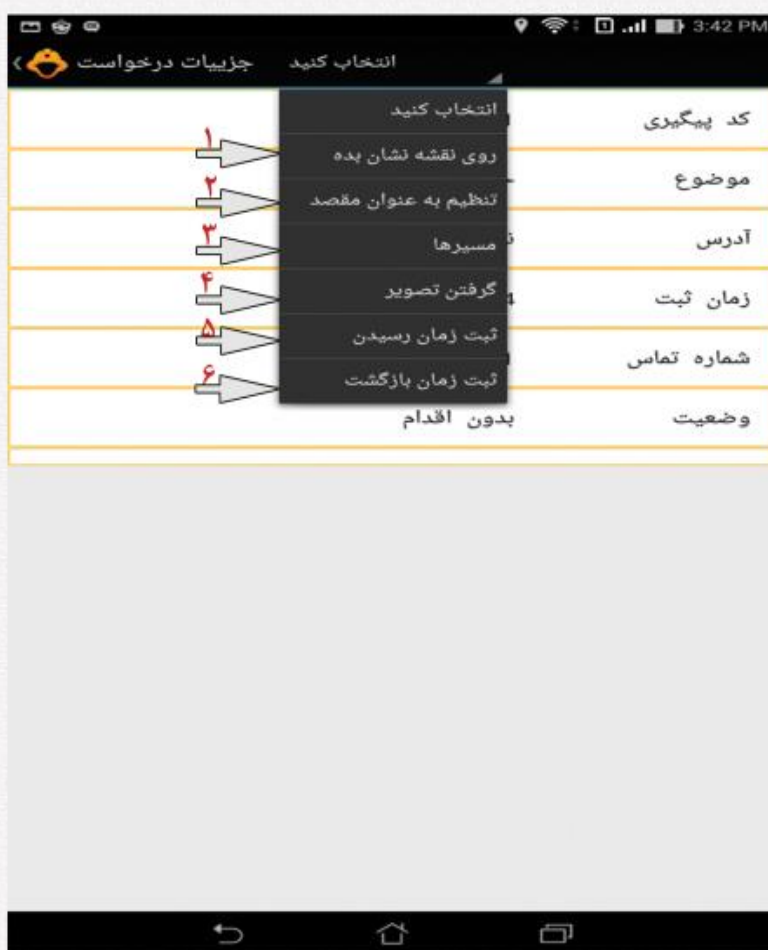 3:42 PM
جزییات درخواست
انتخاب کنید
انتخاب کنید
۱ روی نقشه نشان بده
۲ تنظیم به عنوان مقصد
۳ مسیرها
۴ گرفتن تصویر
۵ ثبت زمان رسیدن
۶ ثبت زمان بازگشت
کد پیگیری
موضوع
آدرس
زمان ثبت
شماره تماس
وضعیت بدون اقدام